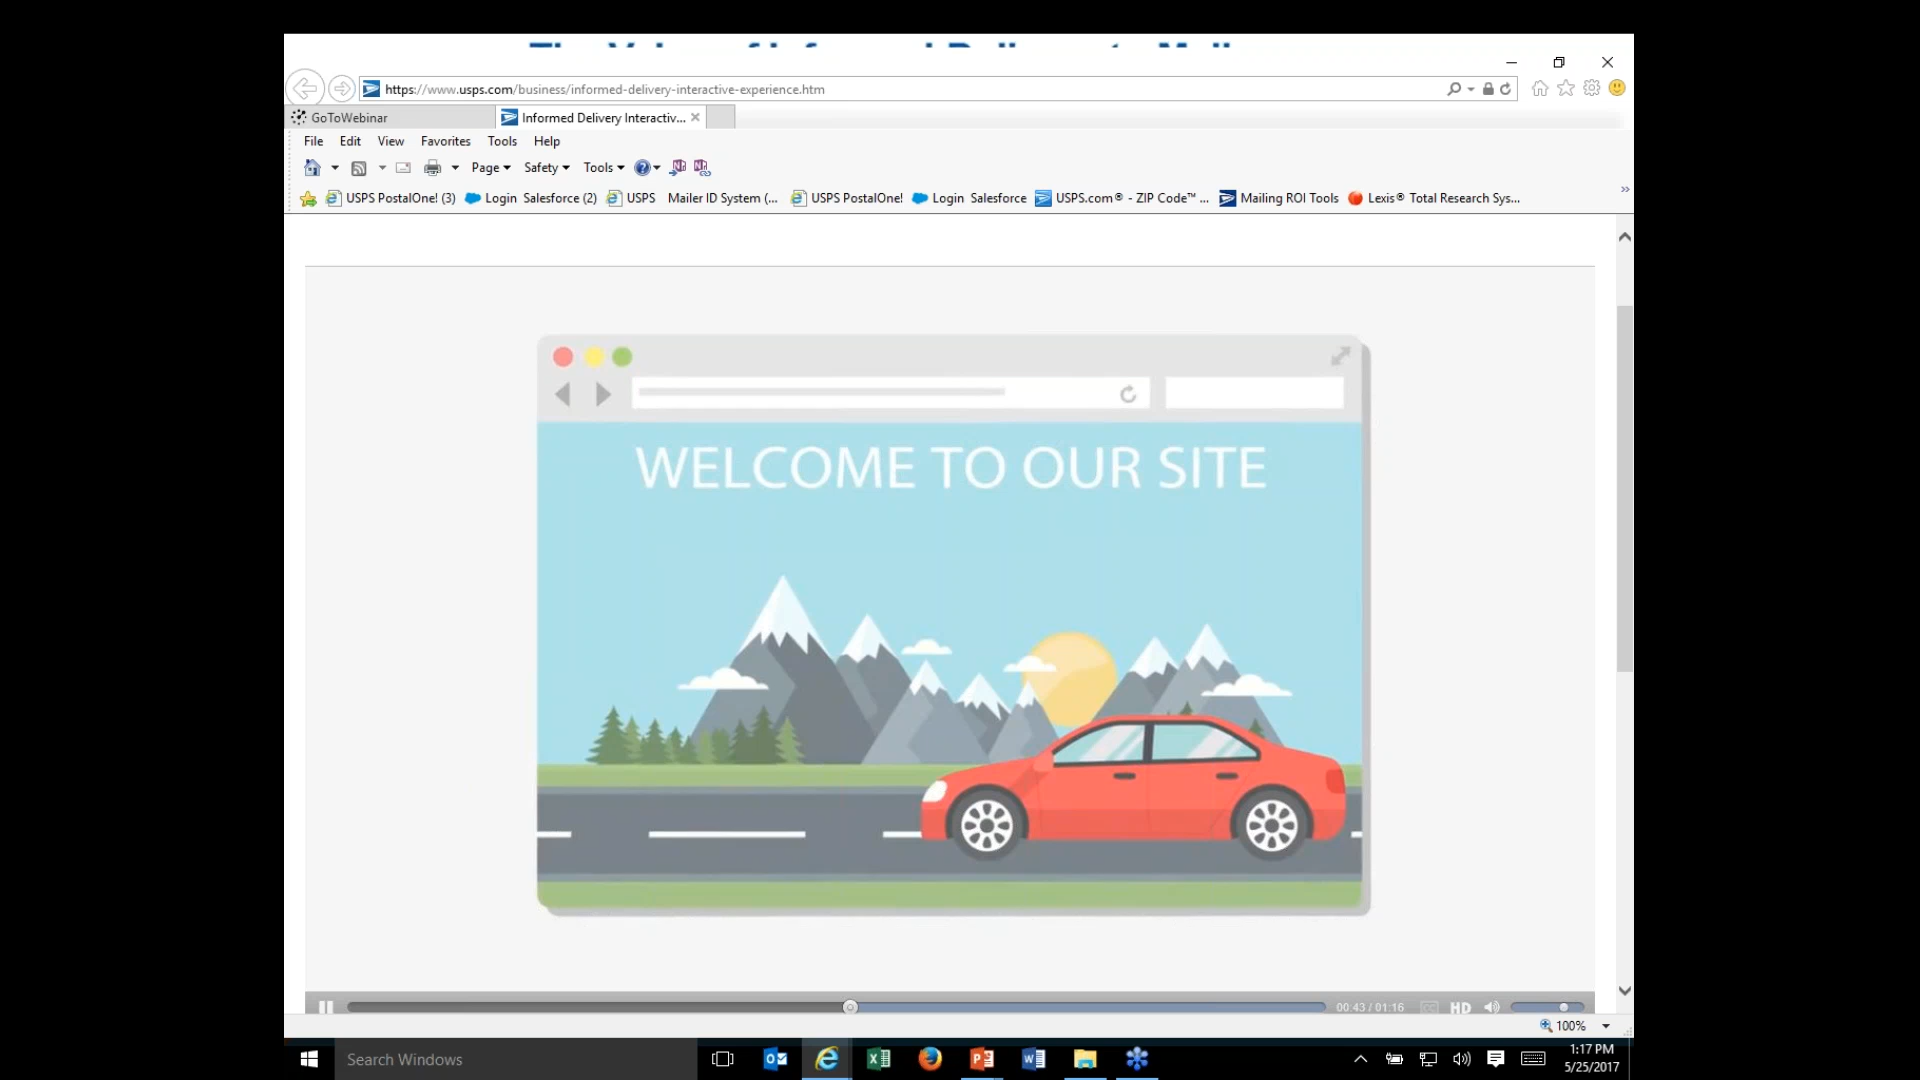 https://www.usps.com/business/informed-delivery-interactive-experience.htm
GoToWebinar
Informed Delivery Interactiv...
File Edit View Favorites Tools Help
Page Safety Tools
USPS PostalOne! (3) Login Salesforce (2) USPS Mailer ID System (... USPS PostalOne! Login Salesforce USPS.com® - ZIP Code™ ... Mailing ROI Tools Lexis® Total Research Sys...
WELCOME TO OUR SITE
00:43 / 01:16 CC HD
100%
Search Windows
1:17 PM
5/25/2017